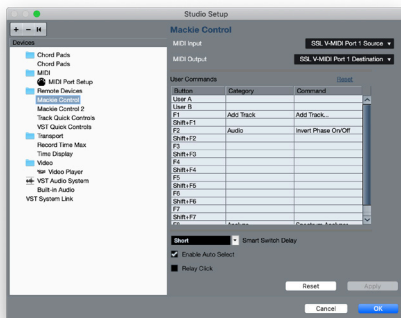 Studio Setup
Devices
Chord Pads
Chord Pads
MIDI
MIDI Port Setup
Remote Devices
Mackie Control
Mackie Control 2
Track Quick Controls
VST Quick Controls
Transport
Record Time Max
Time Display
Video
Video Player
VST Audio System
Built-in Audio
VST System Link
Mackie Control
MIDI Input SSL V-MIDI Port 1 Source
MIDI Output SSL V-MIDI Port 1 Destination
User Commands Reset
Button Category Command
User A
User B
F1 Add Track Add Track...
Shift+F1
F2 Audio Invert Phase On/Off
Shift+F2
F3
Shift+F3
F4
Shift+F4
F5
Shift+F5
F6
Shift+F6
F7
Shift+F7
Short Smart Switch Delay
Enable Auto Select
Relay Click
Reset Apply
Cancel OK